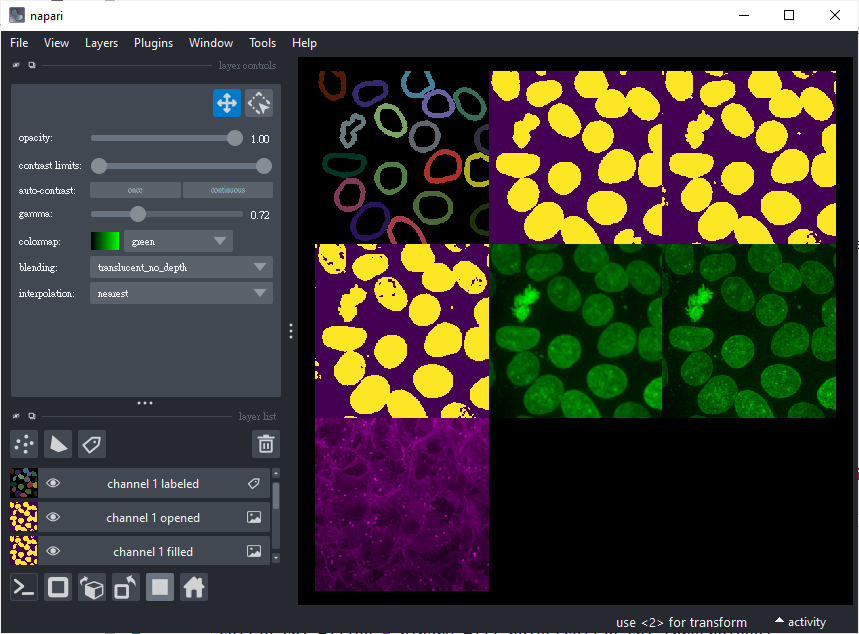 napari
File View Layers Plugins Window Tools Help
layer controls
opacity: 1.00
contrast limits:
auto-contrast: once continuous
gamma: 0.72
colormap: green
blending: translucent_no_depth
interpolation: nearest
layer list
channel 1 labeled
channel 1 opened
channel 1 filled
use <2> for transform activity